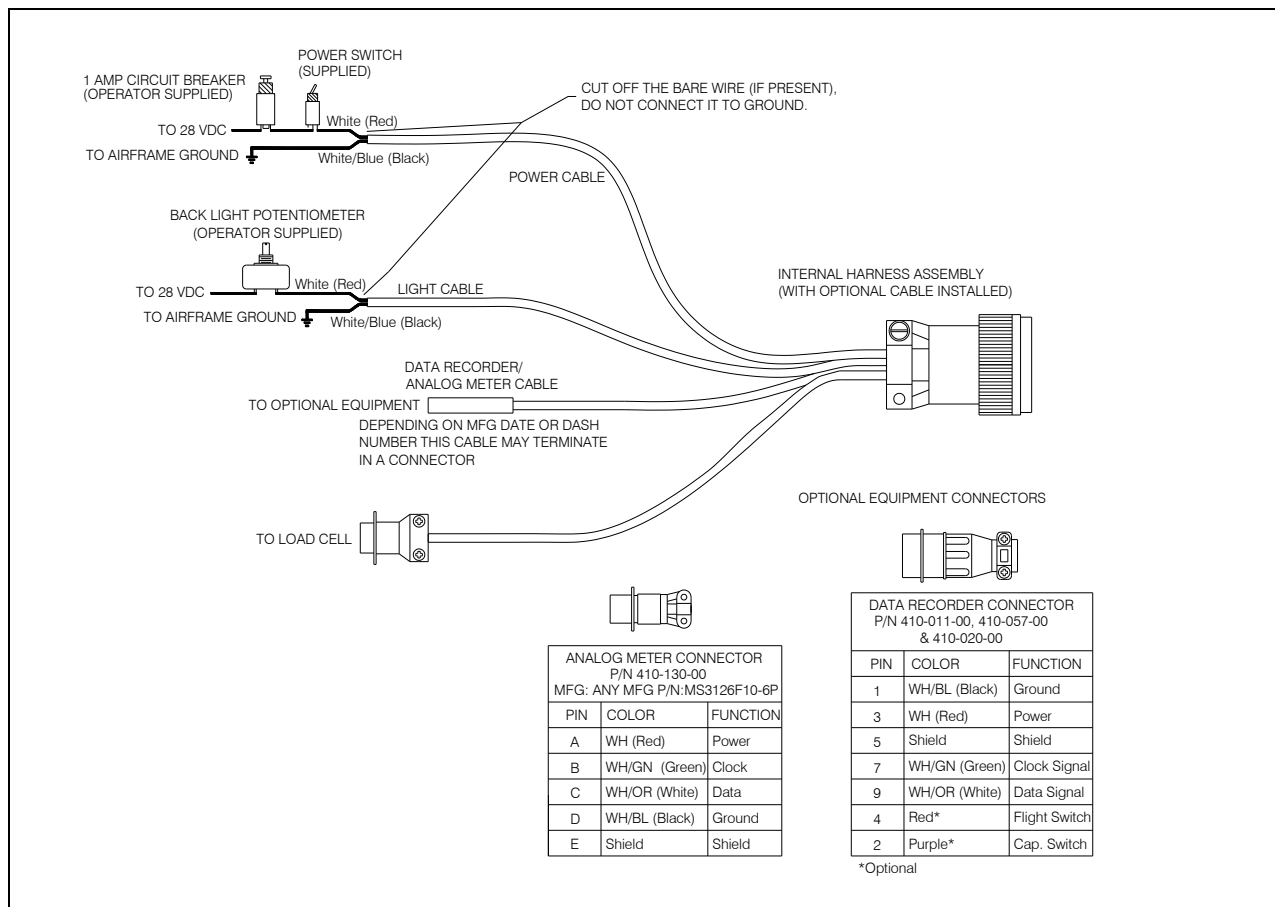 POWER SWITCH
(SUPPLIED)
1 AMP CIRCUIT BREAKER
(OPERATOR SUPPLIED)
CUT OFF THE BARE WIRE (IF PRESENT),
DO NOT CONNECT IT TO GROUND.
White (Red)
TO 28 VDC
TO AIRFRAME GROUND
White/Blue (Black)
POWER CABLE
BACK LIGHT POTENTIOMETER
(OPERATOR SUPPLIED)
White (Red)
TO 28 VDC
LIGHT CABLE
TO AIRFRAME GROUND
White/Blue (Black)
INTERNAL HARNESS ASSEMBLY
(WITH OPTIONAL CABLE INSTALLED)
DATA RECORDER/
ANALOG METER CABLE
TO OPTIONAL EQUIPMENT
DEPENDING ON MFG DATE OR DASH
NUMBER THIS CABLE MAY TERMINATE
IN A CONNECTOR
TO LOAD CELL
OPTIONAL EQUIPMENT CONNECTORS
ANALOG METER CONNECTOR
P/N 410-130-00
MFG: ANY MFG P/N:MS3126F10-6P
PIN COLOR FUNCTION
A WH (Red) Power
B WH/GN (Green) Clock
C WH/OR (White) Data
D WH/BL (Black) Ground
E Shield Shield
DATA RECORDER CONNECTOR
P/N 410-011-00, 410-057-00
& 410-020-00
PIN COLOR FUNCTION
1 WH/BL (Black) Ground
3 WH (Red) Power
5 Shield Shield
7 WH/GN (Green) Clock Signal
9 WH/OR (White) Data Signal
4 Red* Flight Switch
2 Purple* Cap. Switch
*Optional